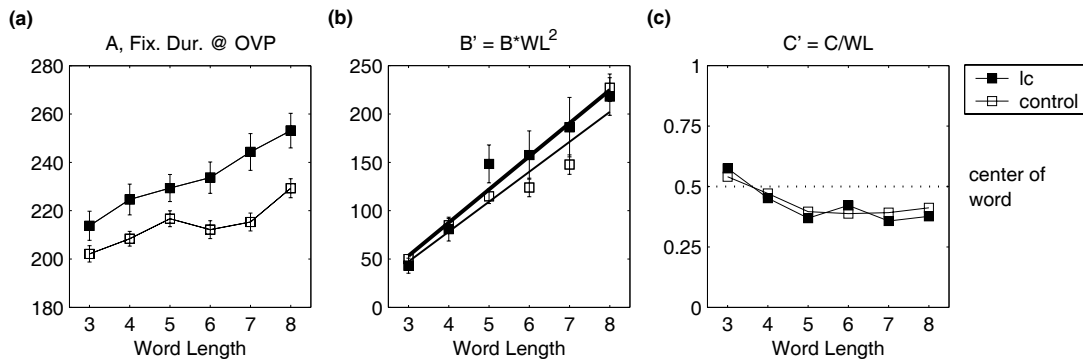 (a)
A, Fix. Dur. @ OVP
280
260
240
220
200
180
3 4 5 6 7 8
Word Length
(b)
B' = B*WL²
250
200
150
100
50
0
3 4 5 6 7 8
Word Length
(c)
C' = C/WL
1
0.75
0.5
0.25
0
3 4 5 6 7 8
Word Length
lc
control
center of
word